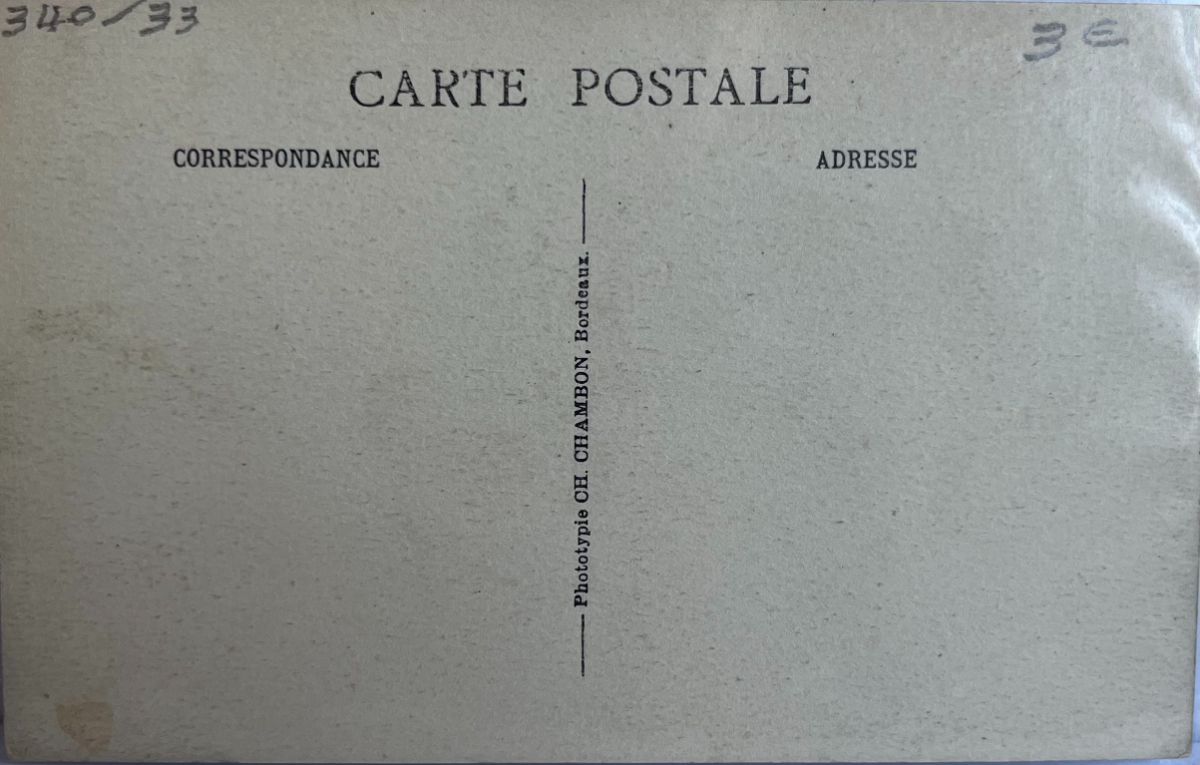 340/33
3 €
CARTE POSTALE
CORRESPONDANCE
ADRESSE
Phototypie CH. CHAMBON, Bordeaux.